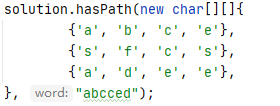 solution.hasPath(new char[][]{
        {'a', 'b', 'c', 'e'},
        {'s', 'f', 'c', 's'},
        {'a', 'd', 'e', 'e'},
}, word: "abcced");